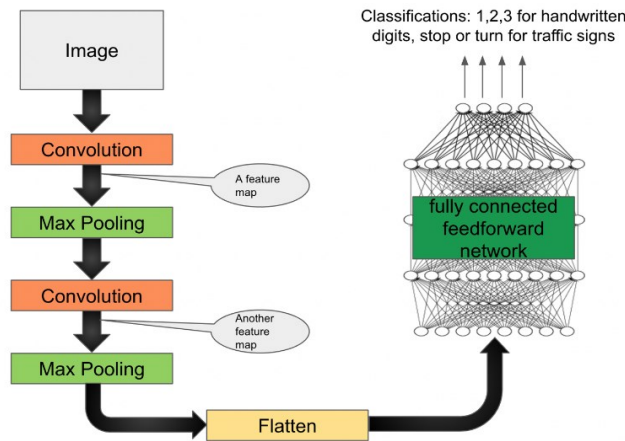 Image
Convolution
A feature
map
Max Pooling
Convolution
Another
feature
map
Max Pooling
Flatten
fully connected
feedforward
network
Classifications: 1,2,3 for handwritten
digits, stop or turn for traffic signs